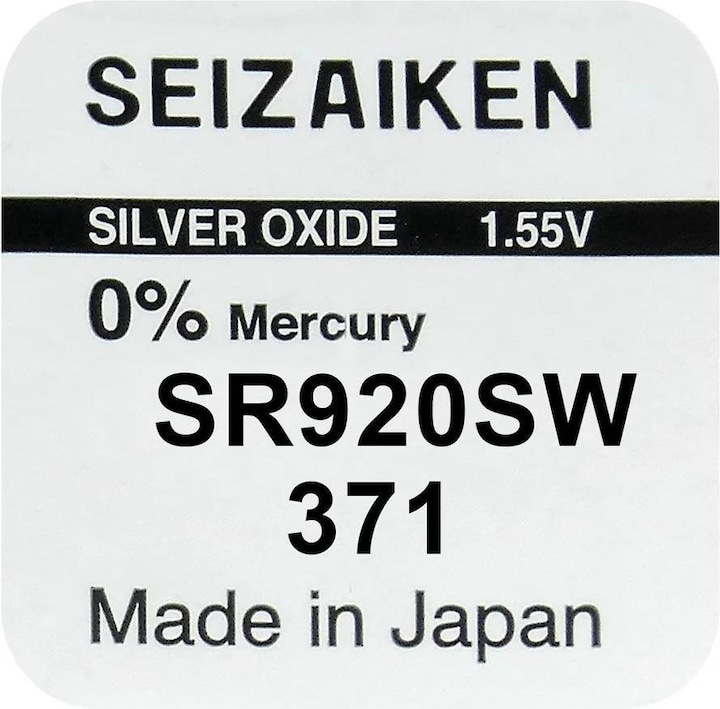 SEIZAIKEN
SILVER OXIDE 1.55V
0% Mercury
SR920SW
371
Made in Japan